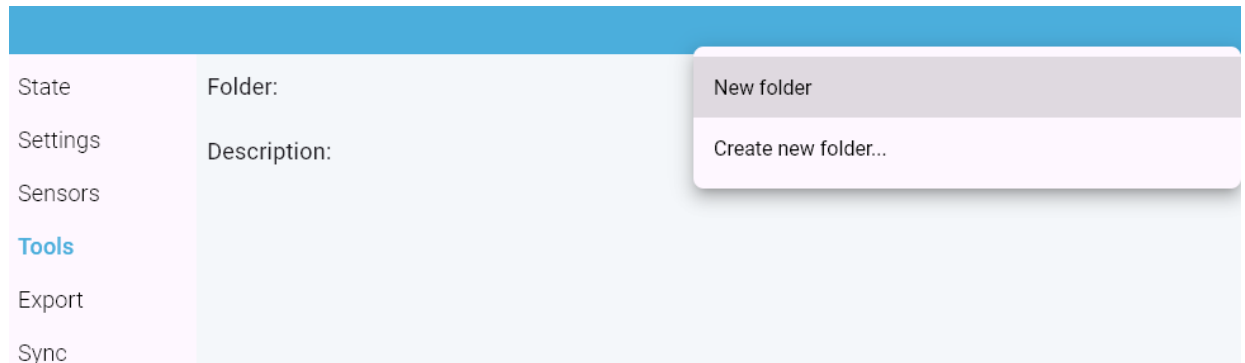 State
Settings
Sensors
Tools
Export
Sync
Folder:
Description:
New folder
Create new folder...